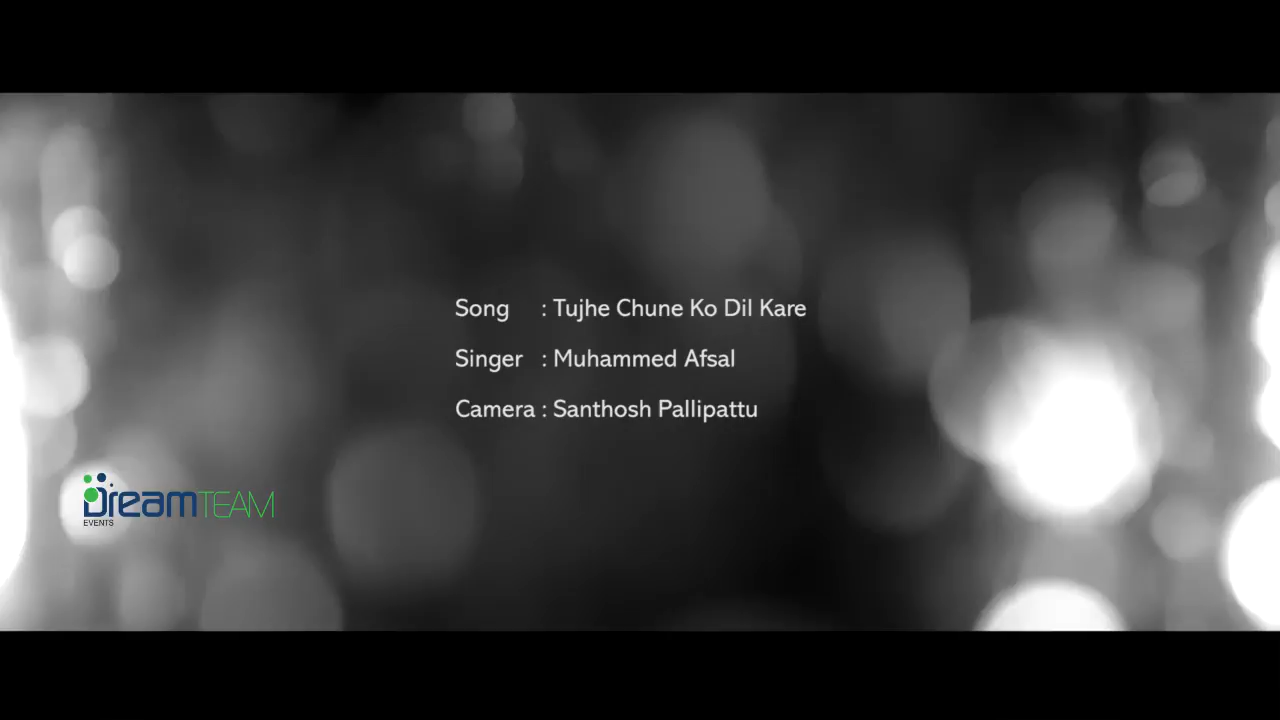 Song : Tujhe Chune Ko Dil Kare
Singer : Muhammed Afsal
Camera : Santhosh Pallipattu
DreamTEAM
EVENTS